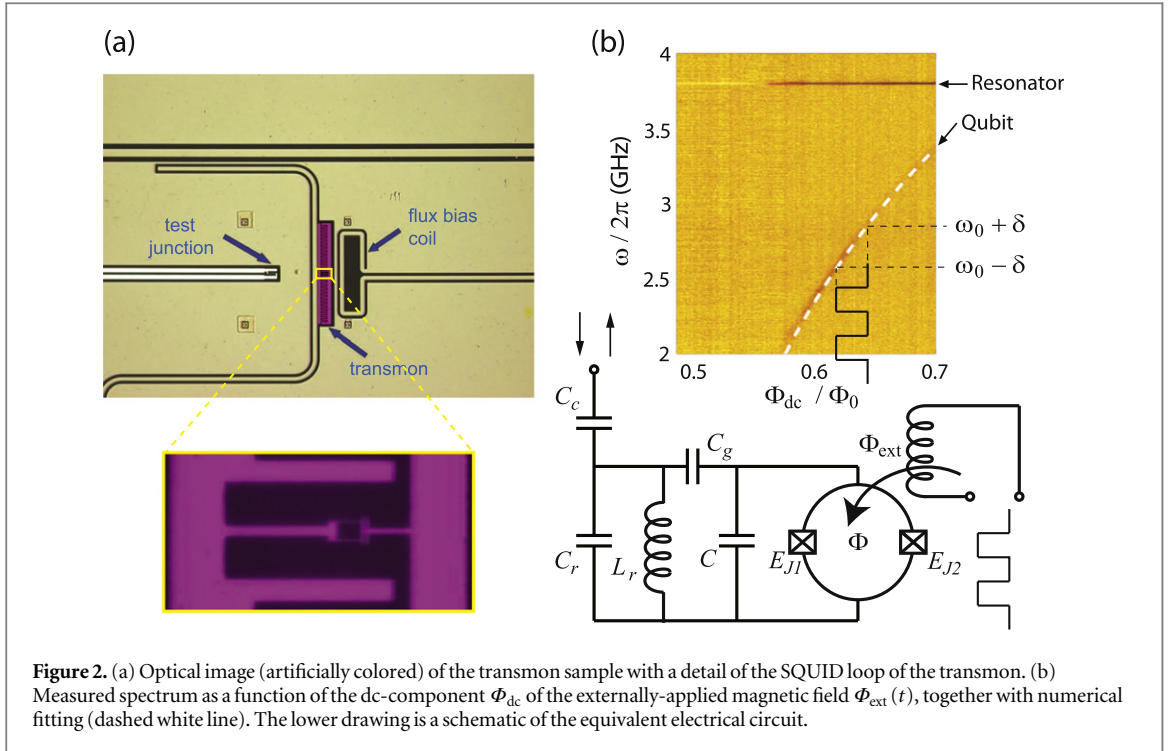 (a)
test
junction
flux bias
coil
transmon
(b)
4
3.5
3
2.5
2
ω / 2π (GHz)
0.5
0.6
0.7
Φdc / Φ0
Resonator
Qubit
ω0 + δ
ω0 − δ
Cc
Cg
Cr
Lr
C
EJ1
Φ
EJ2
Φext
Figure 2. (a) Optical image (artificially colored) of the transmon sample with a detail of the SQUID loop of the transmon. (b)
Measured spectrum as a function of the dc-component Φdc of the externally-applied magnetic field Φext (t), together with numerical
fitting (dashed white line). The lower drawing is a schematic of the equivalent electrical circuit.